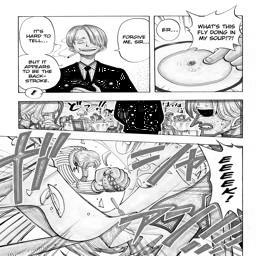 WHAT'S THIS
FLY DOING IN
MY SOUP!?
ER...
FORGIVE
ME, SIR...
IT'S
HARD TO
TELL...
BUT IT
APPEARS
TO BE THE
BACK-
STROKE.
EEEEK!